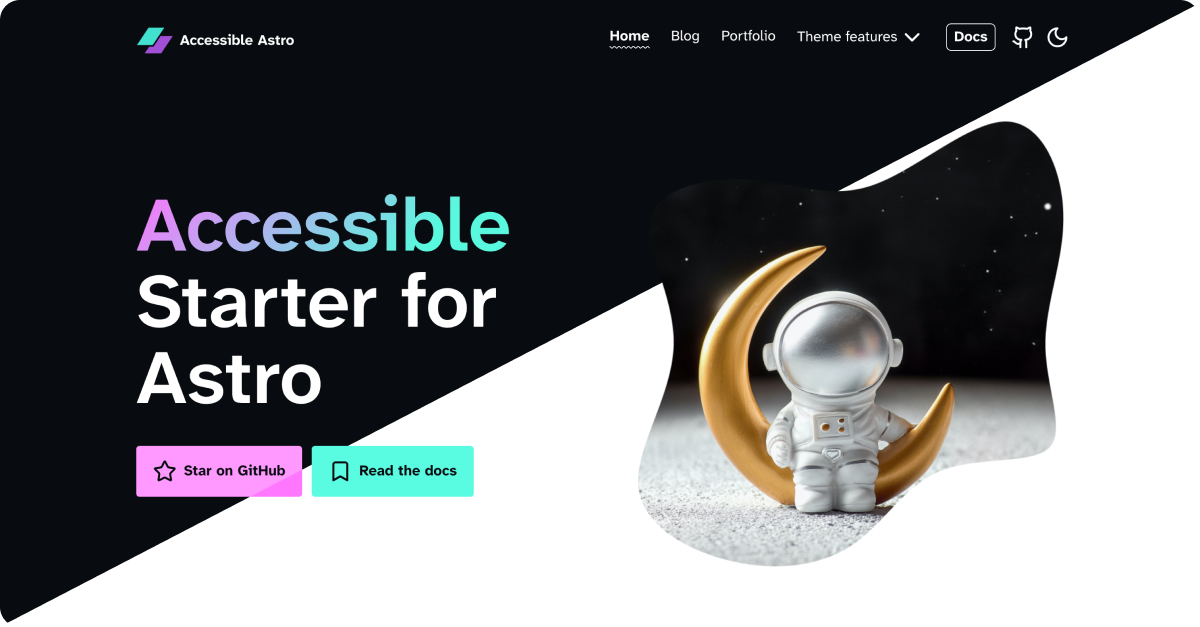 Accessible Astro
Home
Blog
Portfolio
Theme features
Docs
Accessible
Starter for
Astro
Star on GitHub
Read the docs